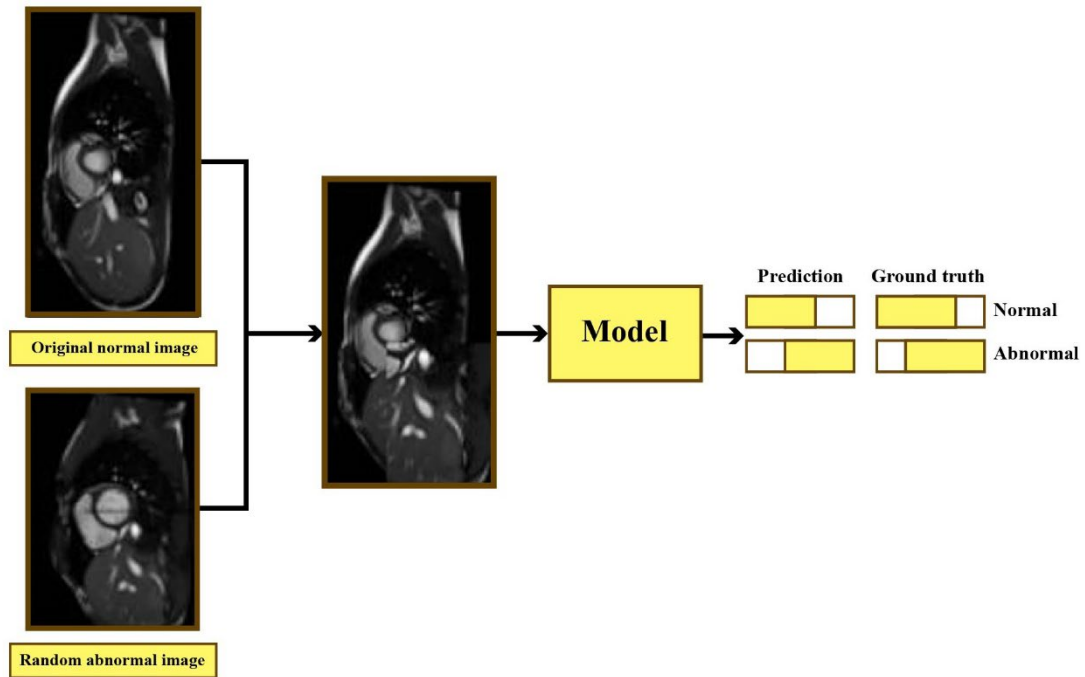 Original normal image
Random abnormal image
Model
Prediction
Ground truth
Normal
Abnormal